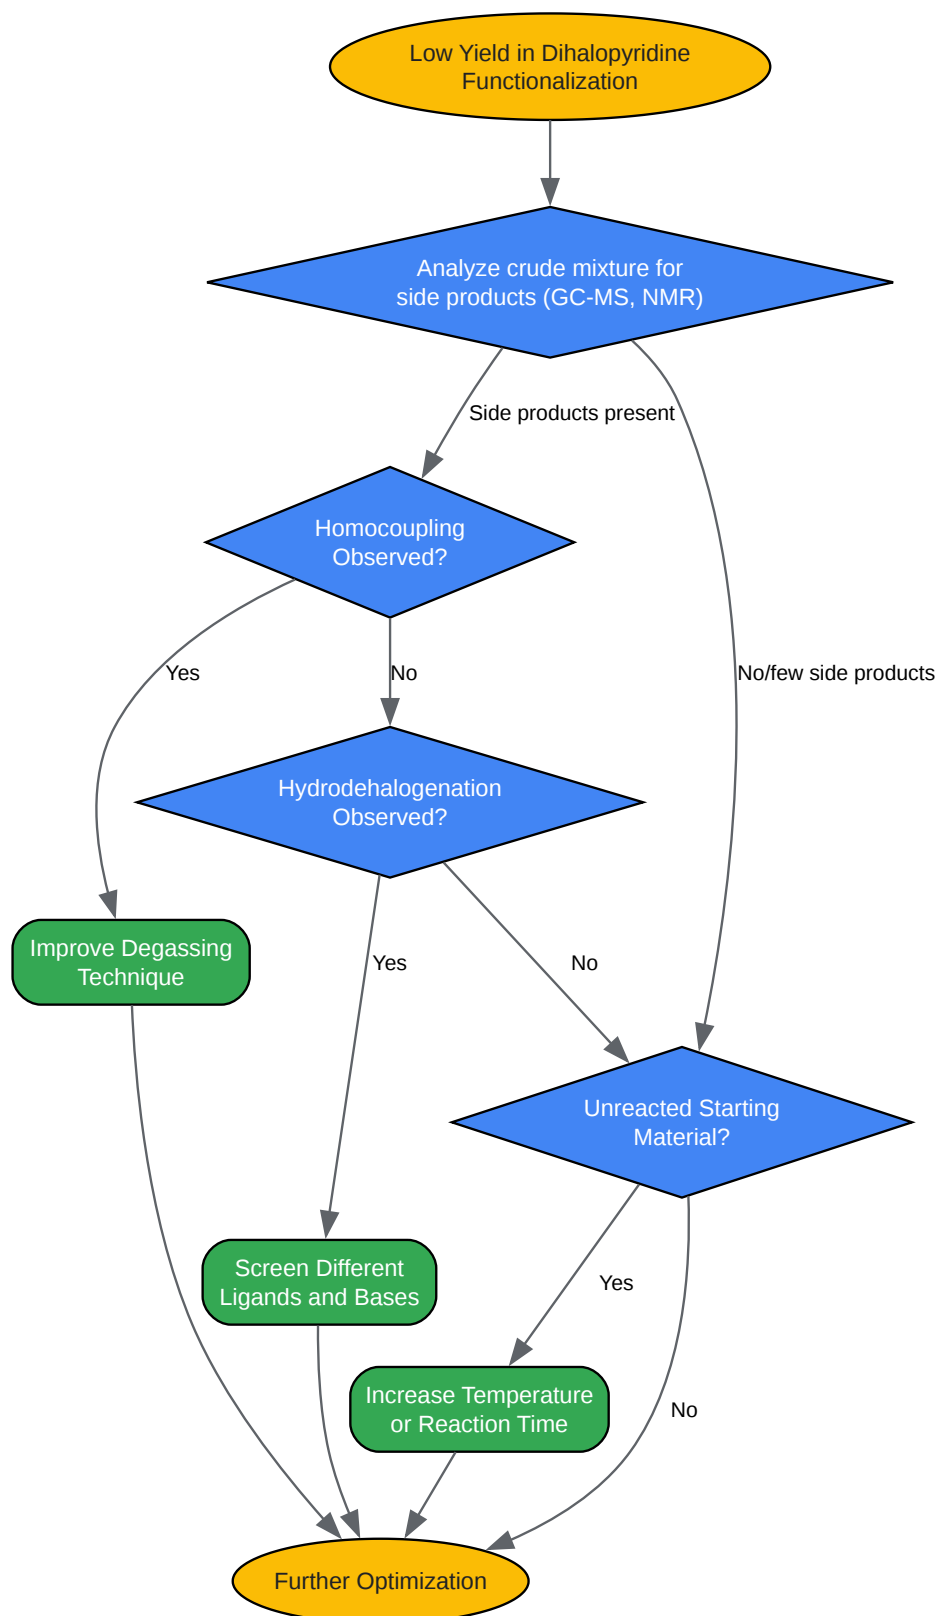 Low Yield in Dihalopyridine
Functionalization
Analyze crude mixture for
side products (GC-MS, NMR)
Side products present
Homocoupling
Observed?
Yes
No
No/few side products
Hydrodehalogenation
Observed?
Improve Degassing
Technique
Yes
No
Unreacted Starting
Material?
Screen Different
Ligands and Bases
Yes
Increase Temperature
or Reaction Time
No
Further Optimization